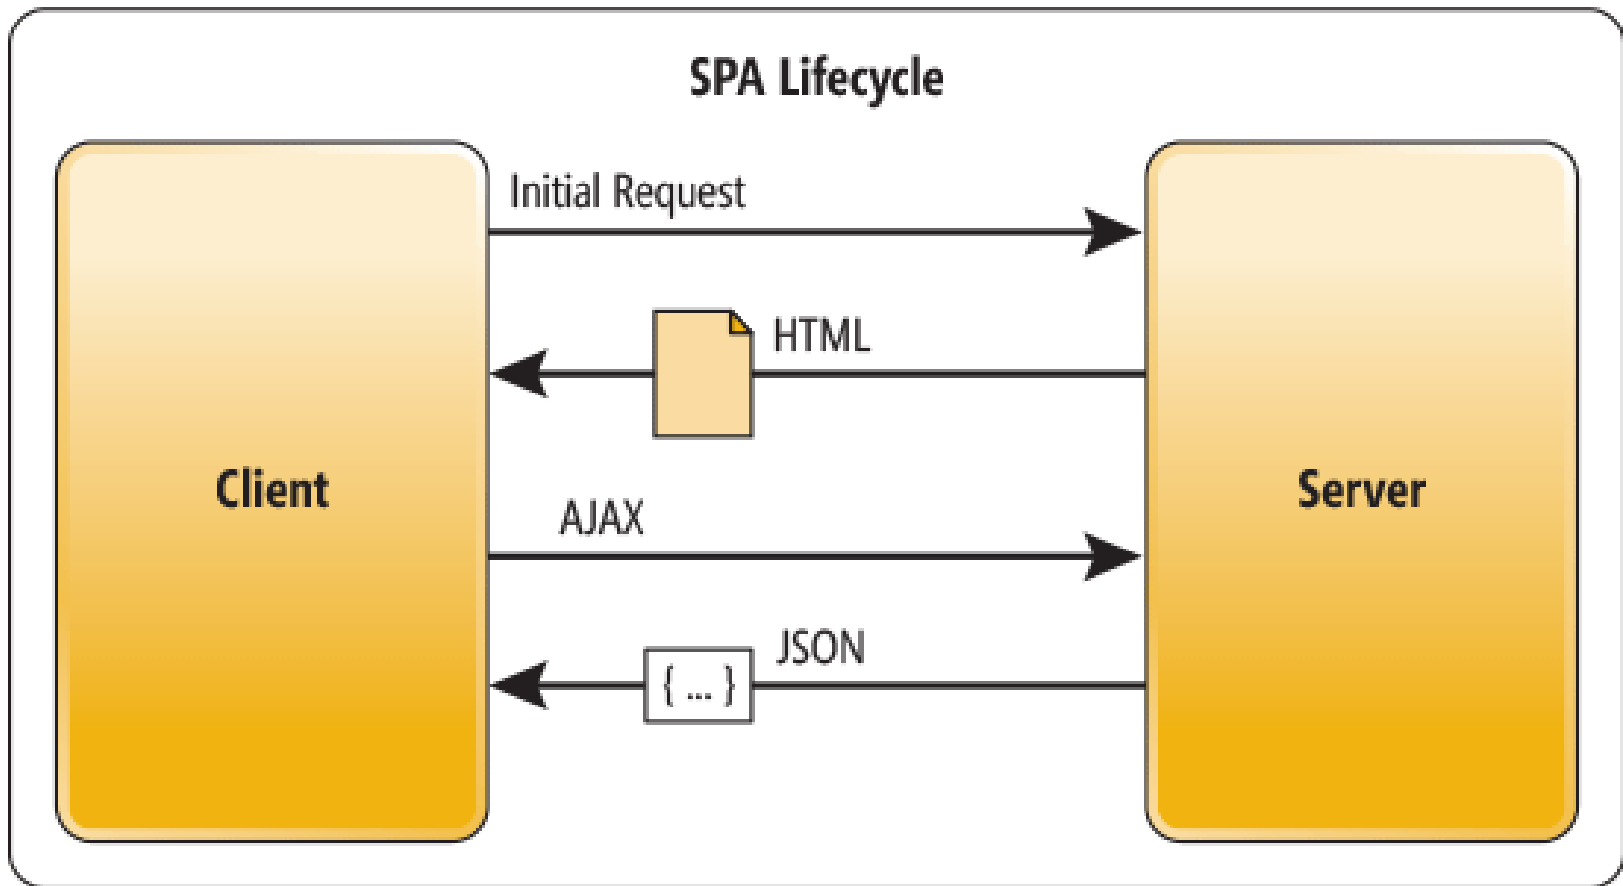 SPA Lifecycle
Initial Request
HTML
Client
Server
AJAX
JSON
{ ... }